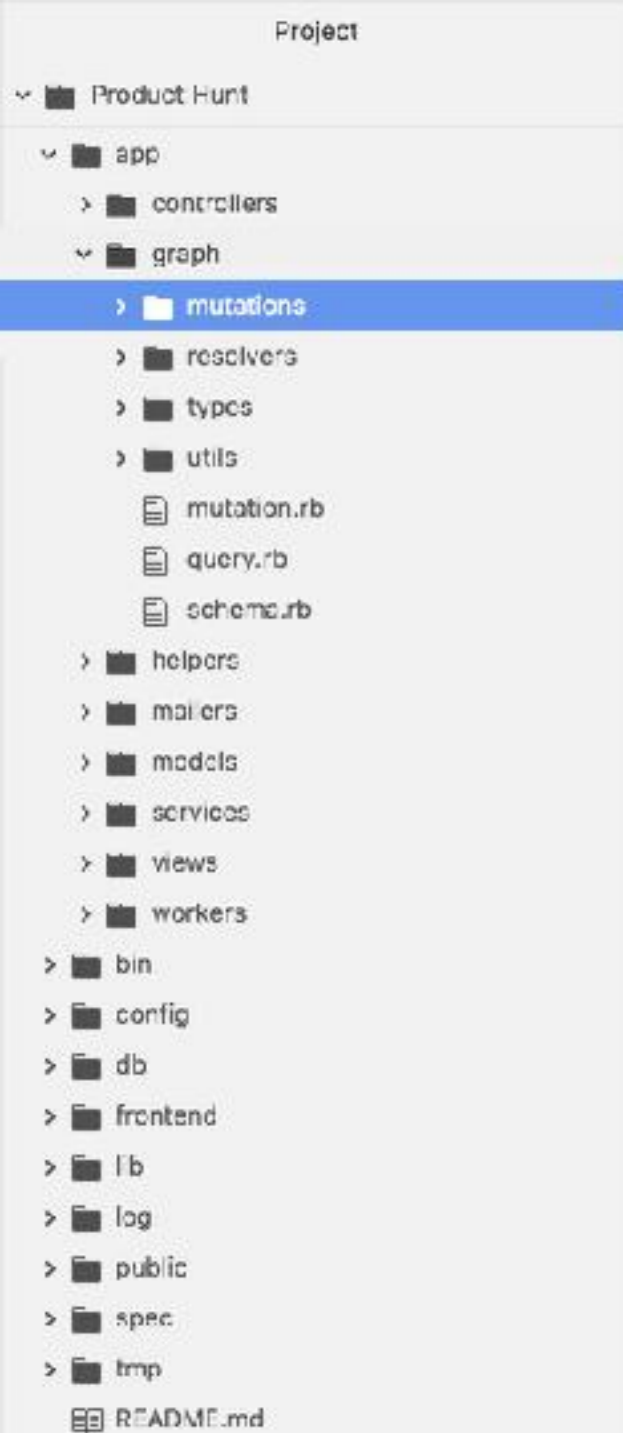 Project
Product Hunt
app
controllers
graph
mutations
resolvers
types
utils
mutation.rb
query.rb
schema.rb
helpers
mailers
models
services
views
workers
bin
config
db
frontend
lib
log
public
spec
tmp
README.md